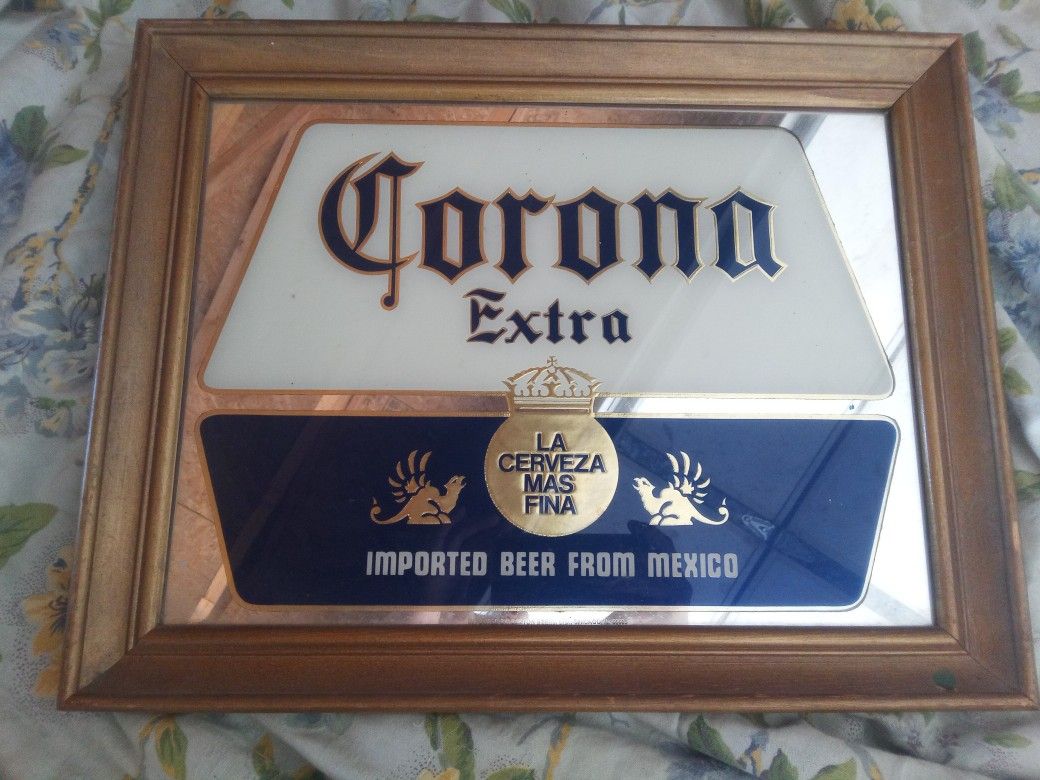 Corona
Extra
LA
CERVEZA
MAS
FINA
IMPORTED BEER FROM MEXICO